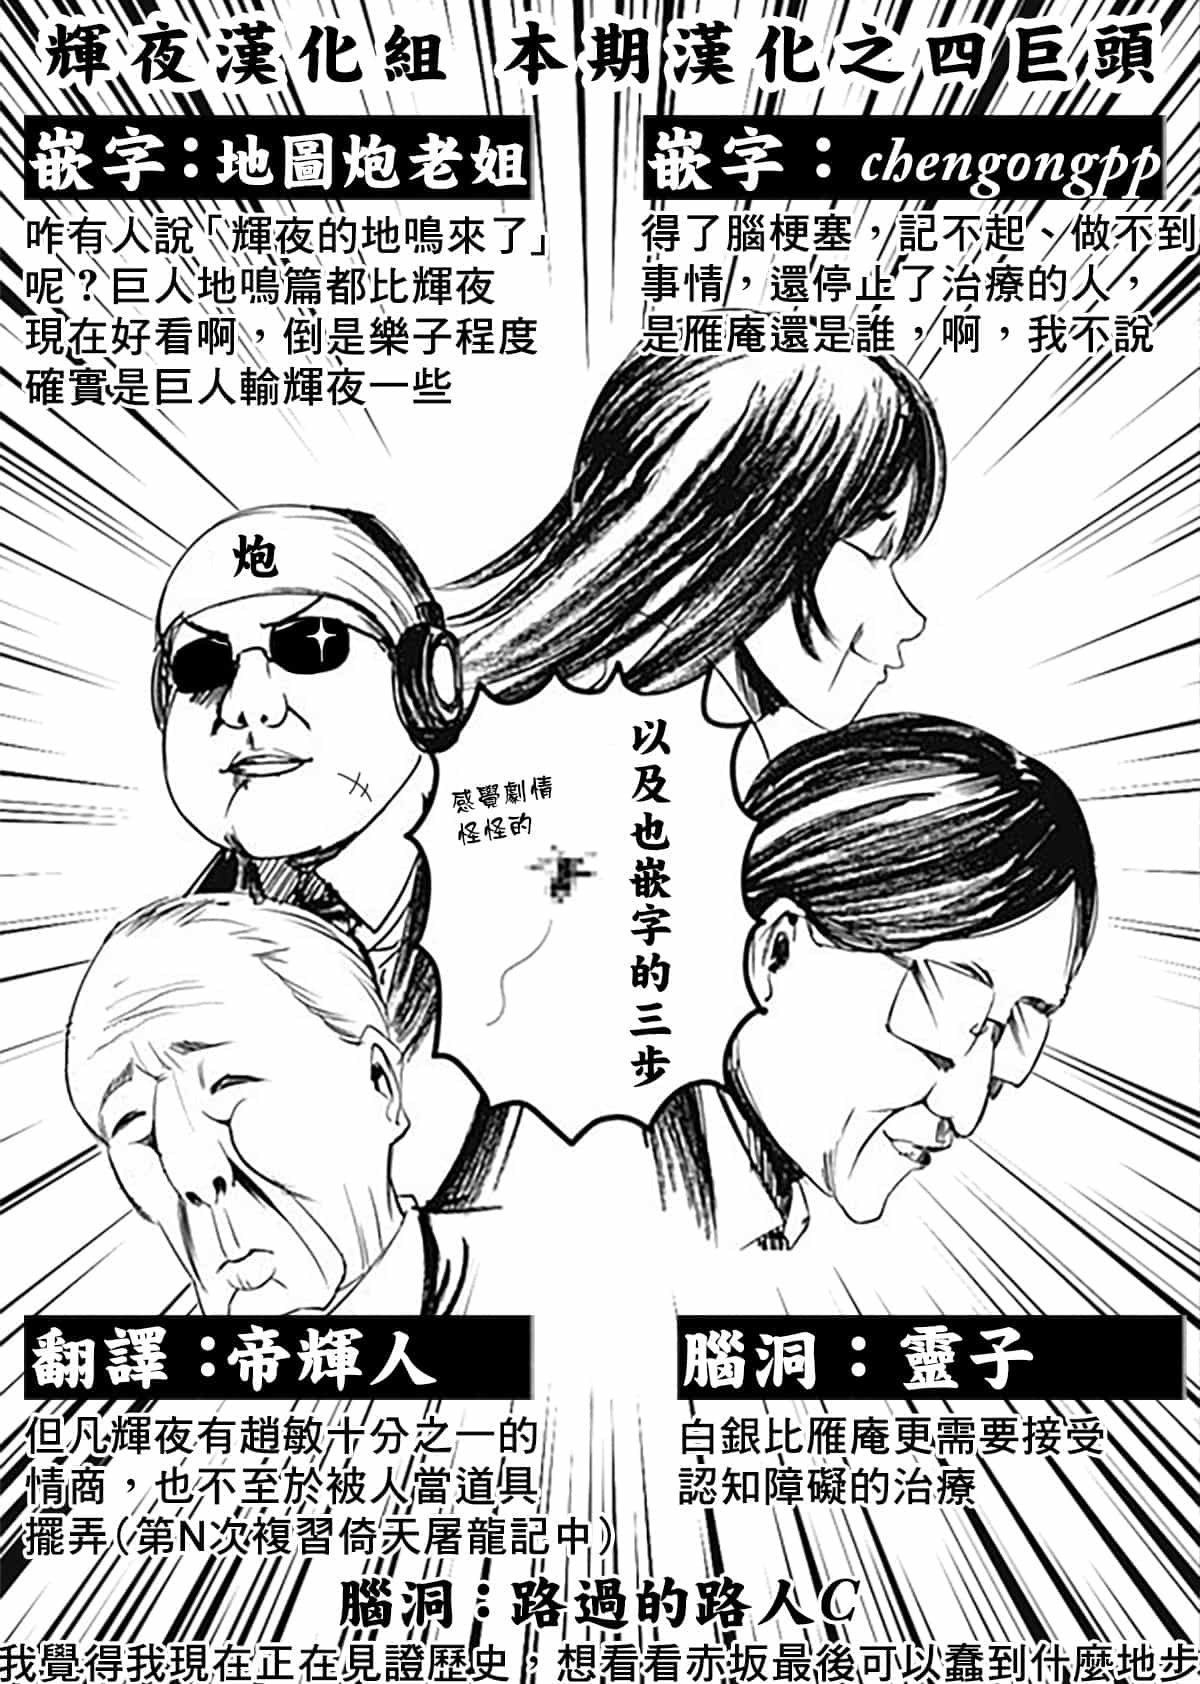 輝夜漢化組 本期漢化之四巨頭
嵌字：地圖炮老姐
咋有人說「輝夜的地鳴來了」
呢？巨人地鳴篇都比輝夜
現在好看啊，倒是樂子程度
確實是巨人輸輝夜一些
嵌字：chengongpp
得了腦梗塞，記不起、做不到
事情，還停止了治療的人，
是雁庵還是誰，啊，我不說
炮
以及也嵌字的三步
感覺劇情
怪怪的
翻譯：帝輝人
但凡輝夜有趙敏十分之一的
情商，也不至於被人當道具
擺弄（第N次複習倚天屠龍記中）
腦洞：靈子
白銀比雁庵更需要接受
認知障礙的治療
腦洞：路過的路人C
我覺得我現在正在見證歷史，想看看赤坂最後可以蠢到什麼地步